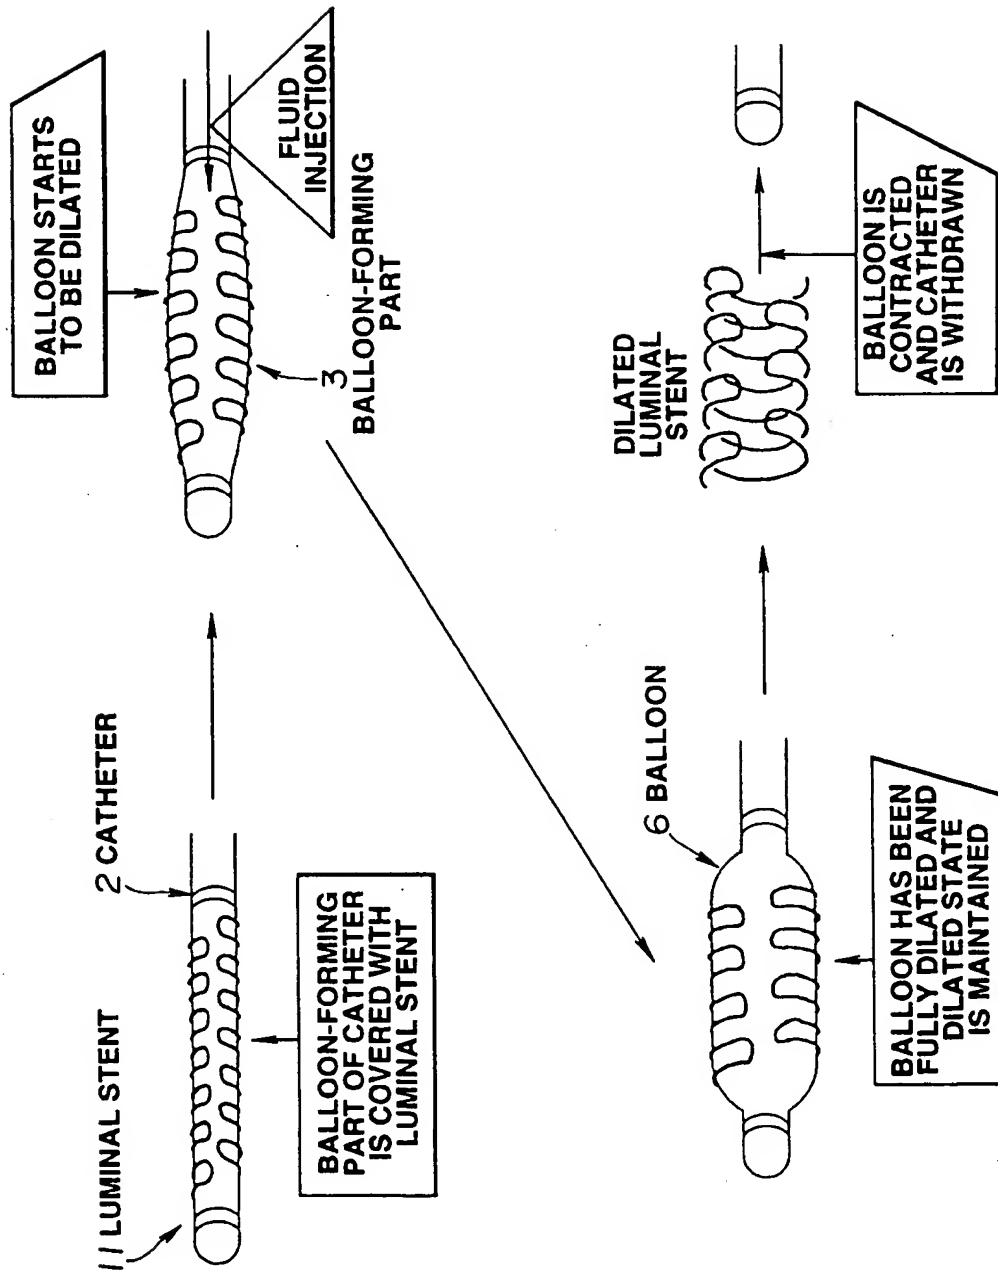 11 LUMINAL STENT
2 CATHETER
BALLOON-FORMING
PART OF CATHETER
IS COVERED WITH
LUMINAL STENT
BALLOON STARTS
TO BE DILATED
FLUID
INJECTION
3
BALLOON-FORMING
PART
6 BALLOON
BALLOON HAS BEEN
FULLY DILATED AND
DILATED STATE
IS MAINTAINED
DILATED
LUMINAL
STENT
BALLOON IS
CONTRACTED
AND CATHETER
IS WITHDRAWN